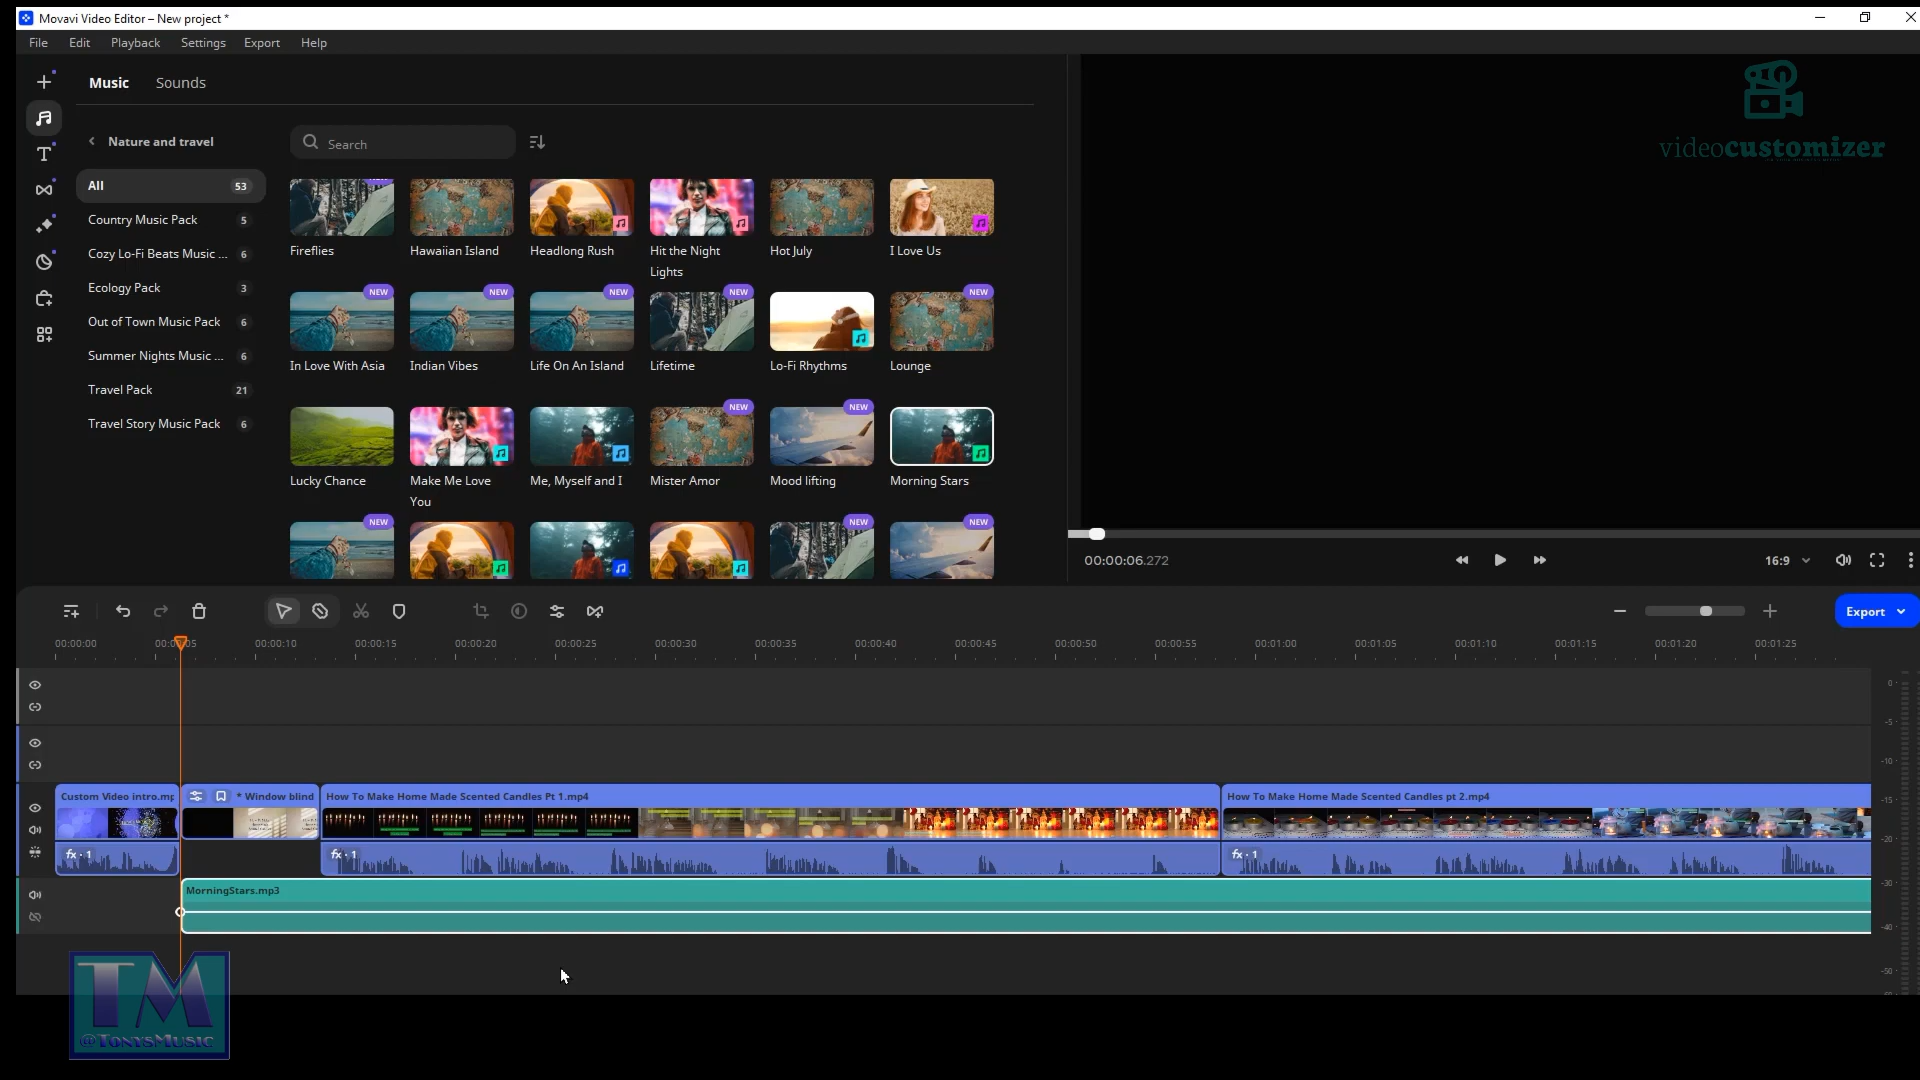 Movavi Video Editor – New project *
File Edit Playback Settings Export Help
Music Sounds
videocustomizer
Nature and travel
Search
All 53
Country Music Pack 5
Cozy Lo-Fi Beats Music ... 6
Ecology Pack 3
Out of Town Music Pack 6
Summer Nights Music ... 6
Travel Pack 21
Travel Story Music Pack 6
Fireflies Hawaiian Island Headlong Rush Hit the Night Lights Hot July I Love Us
NEW NEW NEW NEW NEW
In Love With Asia Indian Vibes Life On An Island Lifetime Lo-Fi Rhythms Lounge
NEW NEW
Lucky Chance Make Me Love You Me, Myself and I Mister Amor Mood lifting Morning Stars
NEW NEW NEW
00:00:06.272 16:9
Export
00:00:00 00:00:05 00:00:10 00:00:15 00:00:20 00:00:25 00:00:30 00:00:35 00:00:40 00:00:45 00:00:50 00:00:55 00:01:00 00:01:05 00:01:10 00:01:15 00:01:20 00:01:25
0
-5
-10
-15
-20
-30
-40
-50
Custom Video intro.mp * Window blind How To Make Home Made Scented Candles Pt 1.mp4 How To Make Home Made Scented Candles pt 2.mp4
fx · 1 fx · 1 fx · 1
MorningStars.mp3
TM
@TonysMusic